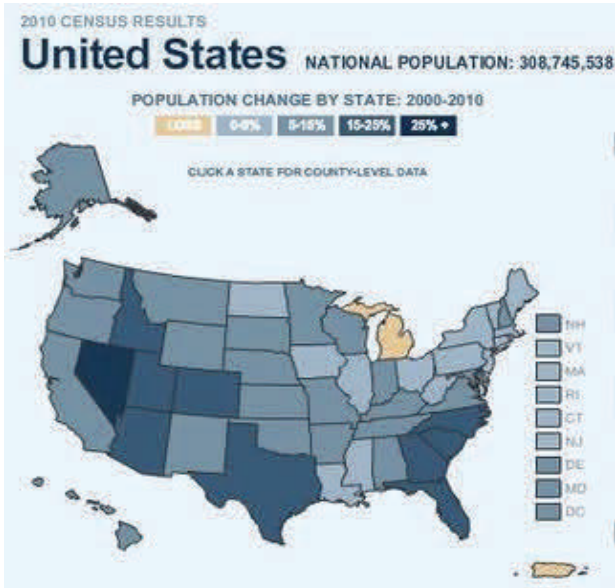 2010 CENSUS RESULTS
United States NATIONAL POPULATION: 308,745,538
POPULATION CHANGE BY STATE: 2000-2010
LOSS 0-5% 5-15% 15-25% 25% +
CLICK A STATE FOR COUNTY-LEVEL DATA
NH
VT
MA
RI
CT
NJ
DE
MD
DC